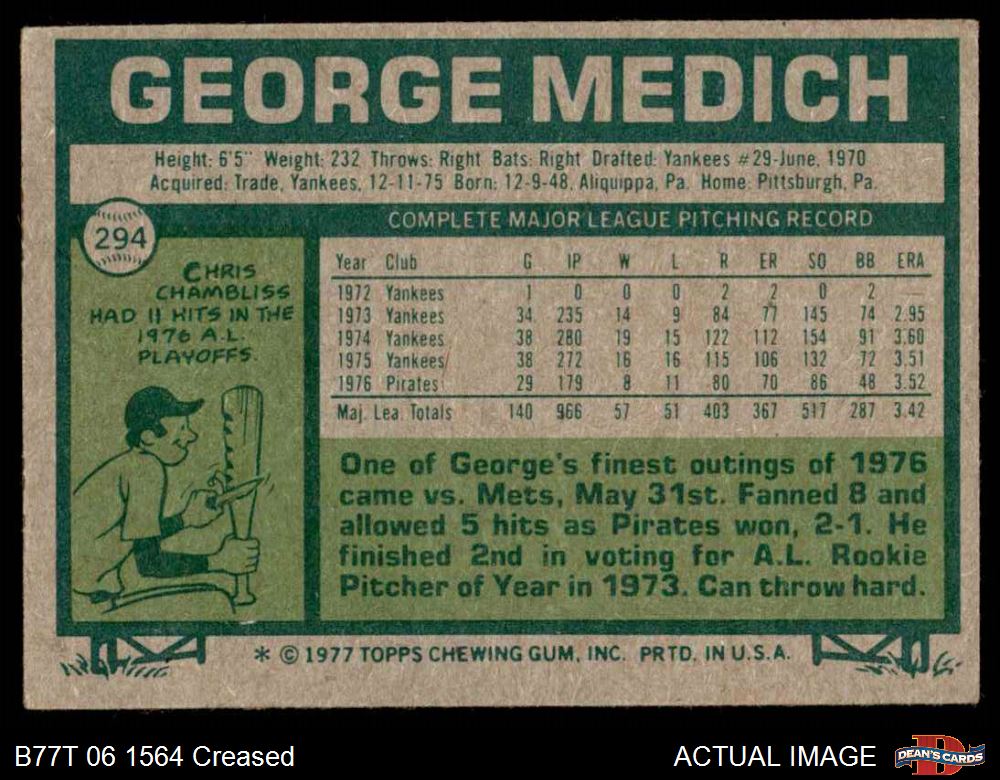 GEORGE MEDICH
Height: 6'5" Weight: 232 Throws: Right Bats: Right Drafted: Yankees #29-June, 1970
Acquired: Trade, Yankees, 12-11-75 Born: 12-9-48, Aliquippa, Pa. Home: Pittsburgh, Pa.
294
CHRIS
CHAMBLISS
HAD 11 HITS IN THE
1976 A.L.
PLAYOFFS.
COMPLETE MAJOR LEAGUE PITCHING RECORD
Year Club G IP W L R ER SO BB ERA
1972 Yankees 1 0 0 0 2 2 0 2 —
1973 Yankees 34 235 14 9 84 77 145 74 2.95
1974 Yankees 38 280 19 15 122 112 154 91 3.60
1975 Yankees 38 272 16 16 115 106 132 72 3.51
1976 Pirates 29 179 8 11 80 70 86 48 3.52
Maj. Lea. Totals 140 966 57 51 403 367 517 287 3.42
One of George's finest outings of 1976
came vs. Mets, May 31st. Fanned 8 and
allowed 5 hits as Pirates won, 2-1. He
finished 2nd in voting for A.L. Rookie
Pitcher of Year in 1973. Can throw hard.
* © 1977 TOPPS CHEWING GUM, INC. PRTD. IN U.S.A.
B77T 06 1564 Creased
ACTUAL IMAGE
D
DEAN'S CARDS